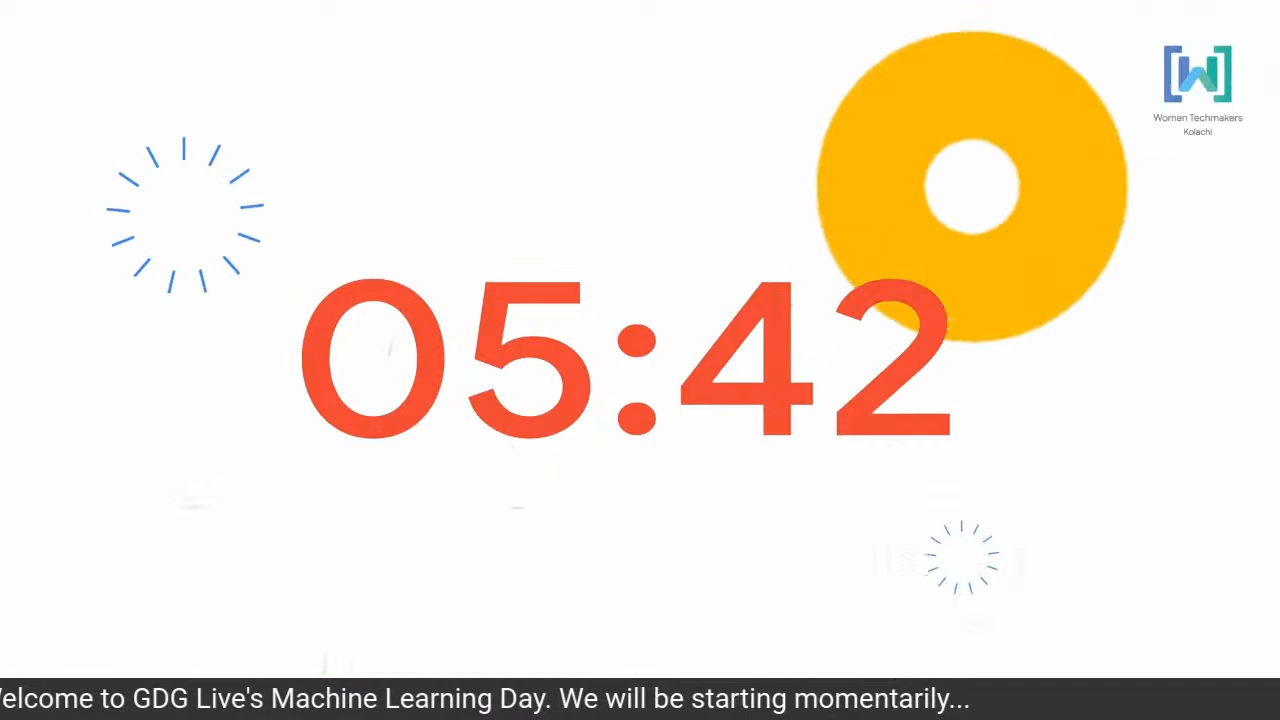 Women Techmakers
Kolachi
05:42
elcome to GDG Live's Machine Learning Day. We will be starting momentarily...